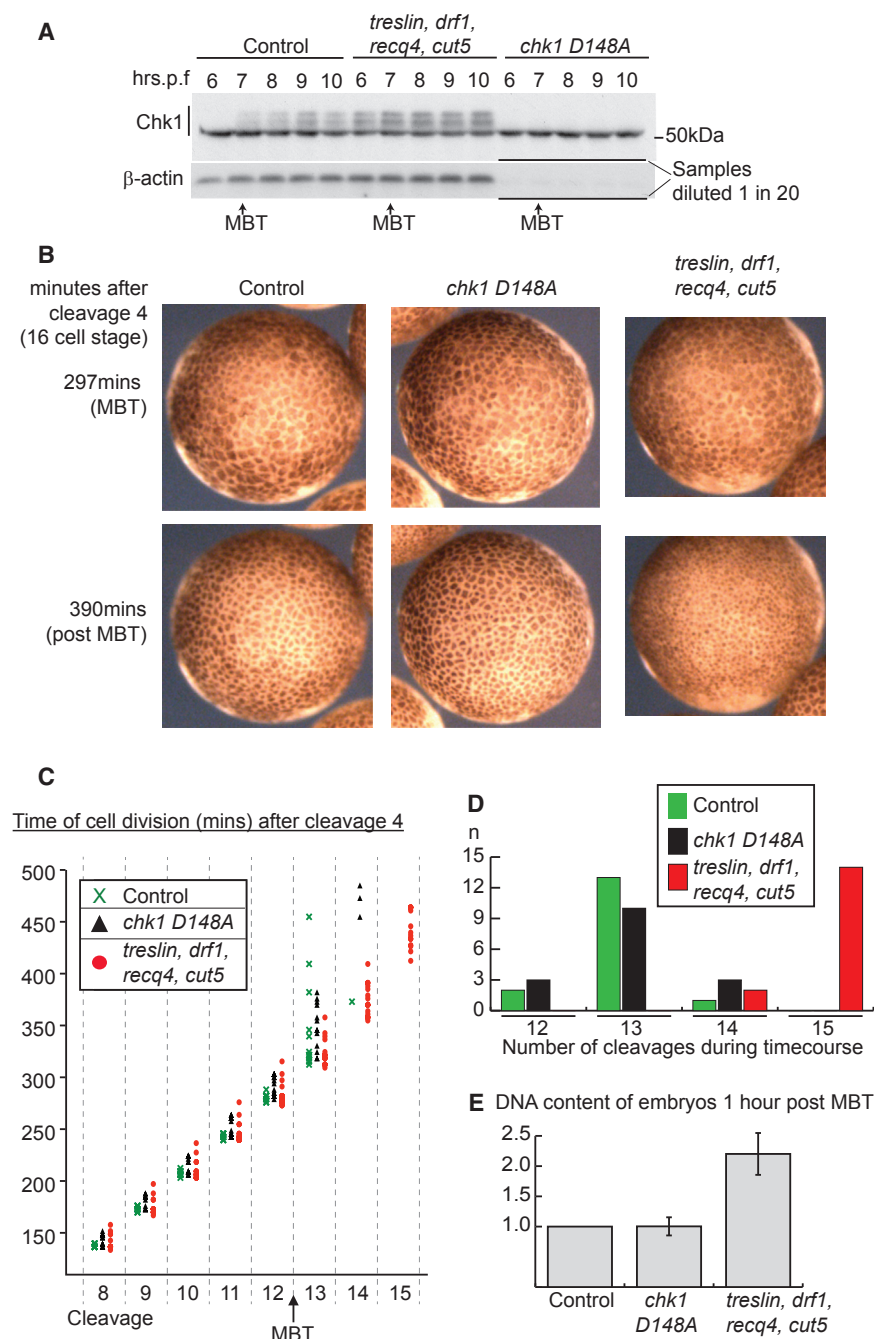 A
Control
treslin, drf1,
recq4, cut5
chk1 D148A
hrs.p.f 6 7 8 9 10 6 7 8 9 10 6 7 8 9 10
Chk1
50kDa
β-actin
Samples
diluted 1 in 20
MBT MBT MBT
B
minutes after
cleavage 4
(16 cell stage)
Control
chk1 D148A
treslin, drf1,
recq4, cut5
297mins
(MBT)
390mins
(post MBT)
C
Time of cell division (mins) after cleavage 4
500
450
400
350
300
250
200
150
Control
chk1 D148A
treslin, drf1,
recq4, cut5
8 9 10 11 12 13 14 15
Cleavage
MBT
D
n
15
12
9
6
3
0
Control
chk1 D148A
treslin, drf1,
recq4, cut5
12 13 14 15
Number of cleavages during timecourse
E DNA content of embryos 1 hour post MBT
2.5
2.0
1.5
1.0
Control
chk1
D148A
treslin, drf1,
recq4, cut5